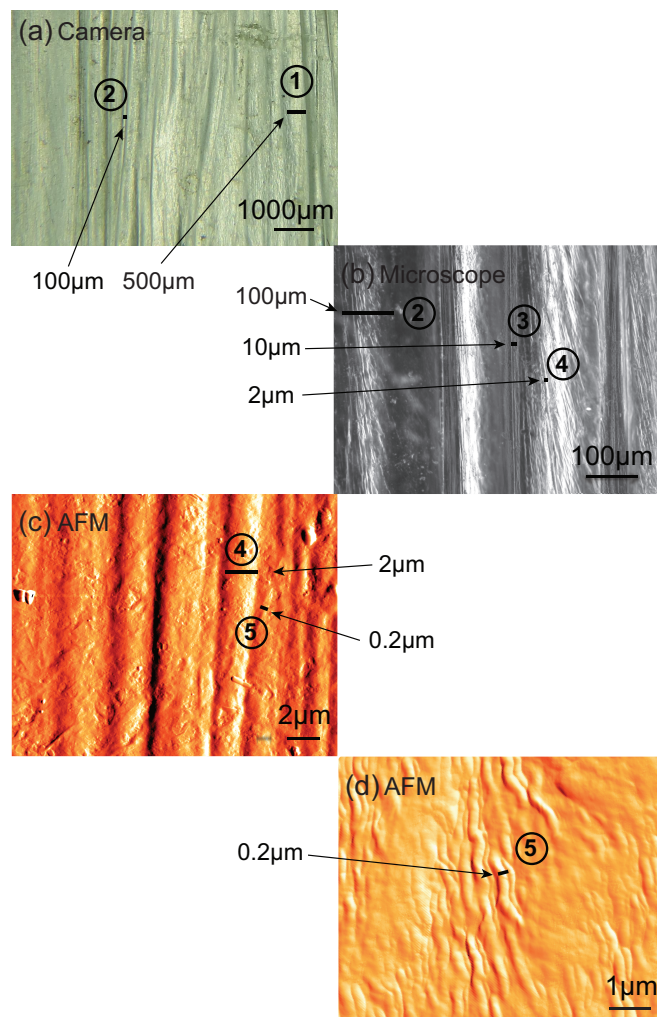 (a) Camera
①
②
1000µm
100µm 500µm
(b) Microscope
100µm
②
③
10µm
④
2µm
100µm
(c) AFM
④
2µm
⑤
0.2µm
2µm
(d) AFM
⑤
0.2µm
1µm